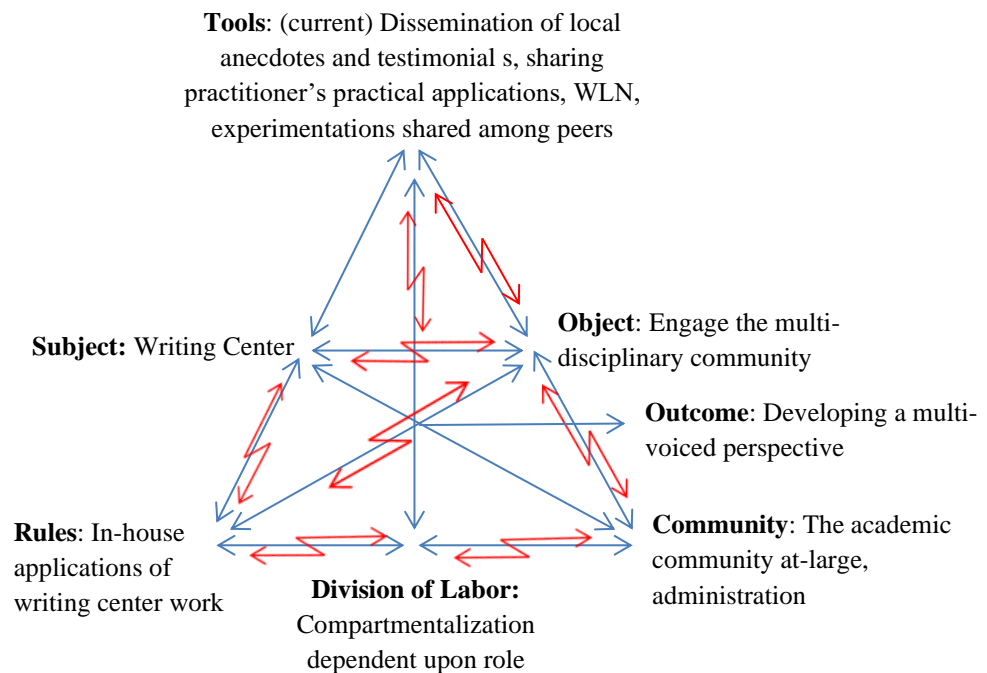 Tools: (current) Dissemination of local
anecdotes and testimonial s, sharing
practitioner's practical applications, WLN,
experimentations shared among peers
Subject: Writing Center
Object: Engage the multi-
disciplinary community
Outcome: Developing a multi-
voiced perspective
Rules: In-house
applications of
writing center work
Division of Labor:
Compartmentalization
dependent upon role
Community: The academic
community at-large,
administration